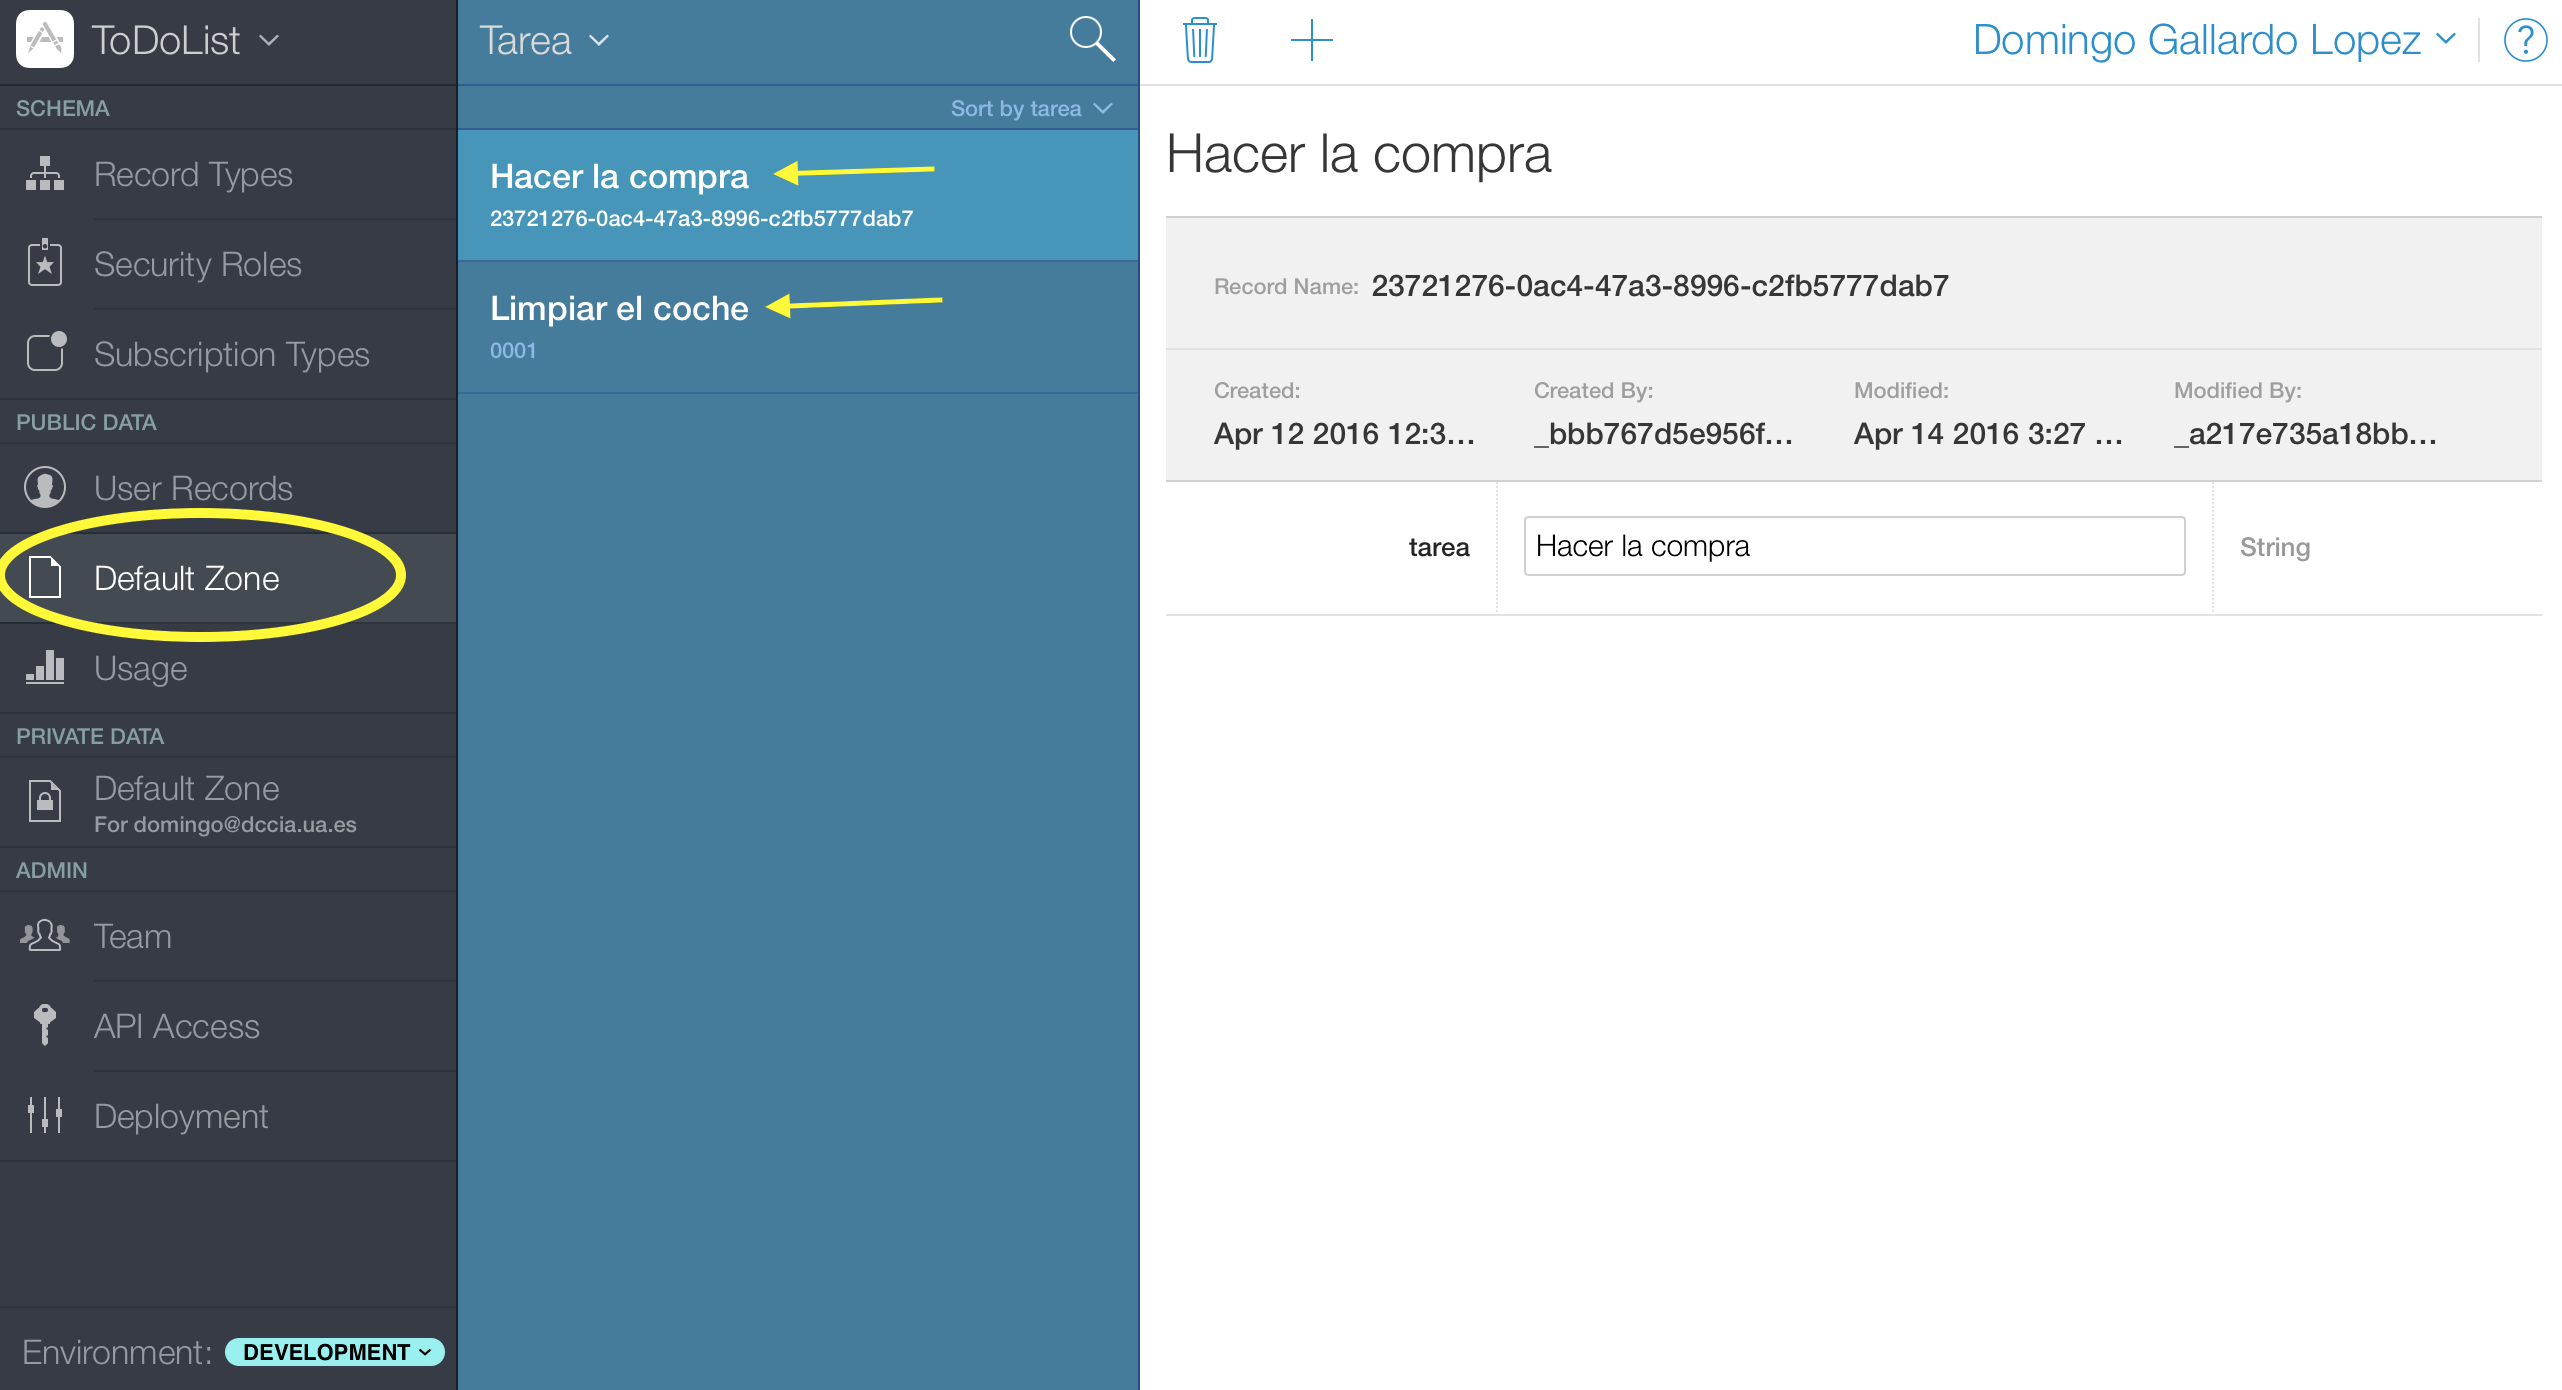 ToDoList
SCHEMA
Record Types
Security Roles
Subscription Types
PUBLIC DATA
User Records
Default Zone
Usage
PRIVATE DATA
Default Zone
For domingo@dccia.ua.es
ADMIN
Team
API Access
Deployment
Environment: DEVELOPMENT
Tarea
Sort by tarea
Hacer la compra
23721276-0ac4-47a3-8996-c2fb5777dab7
Limpiar el coche
0001
Domingo Gallardo Lopez ?
Hacer la compra
Record Name: 23721276-0ac4-47a3-8996-c2fb5777dab7
Created: Created By: Modified: Modified By:
Apr 12 2016 12:3... _bbb767d5e956f... Apr 14 2016 3:27 ... _a217e735a18bb...
tarea Hacer la compra String